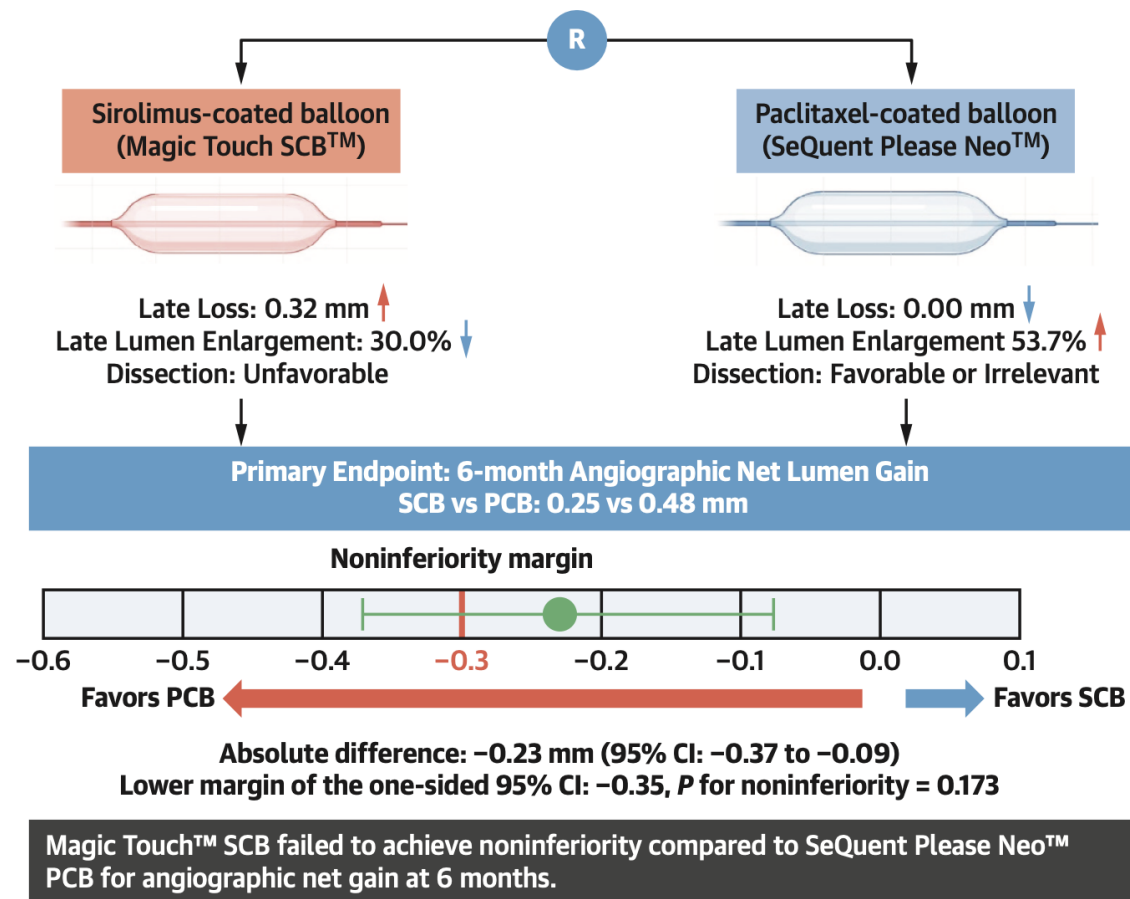 R
Sirolimus-coated balloon
(Magic Touch SCB™)
Paclitaxel-coated balloon
(SeQuent Please Neo™)
Late Loss: 0.32 mm
Late Lumen Enlargement: 30.0%
Dissection: Unfavorable
Late Loss: 0.00 mm
Late Lumen Enlargement 53.7%
Dissection: Favorable or Irrelevant
Primary Endpoint: 6-month Angiographic Net Lumen Gain
SCB vs PCB: 0.25 vs 0.48 mm
Noninferiority margin
−0.6 −0.5 −0.4 −0.3 −0.2 −0.1 0.0 0.1
Favors PCB Favors SCB
Absolute difference: −0.23 mm (95% CI: −0.37 to −0.09)
Lower margin of the one-sided 95% CI: −0.35, P for noninferiority = 0.173
Magic Touch™ SCB failed to achieve noninferiority compared to SeQuent Please Neo™
PCB for angiographic net gain at 6 months.